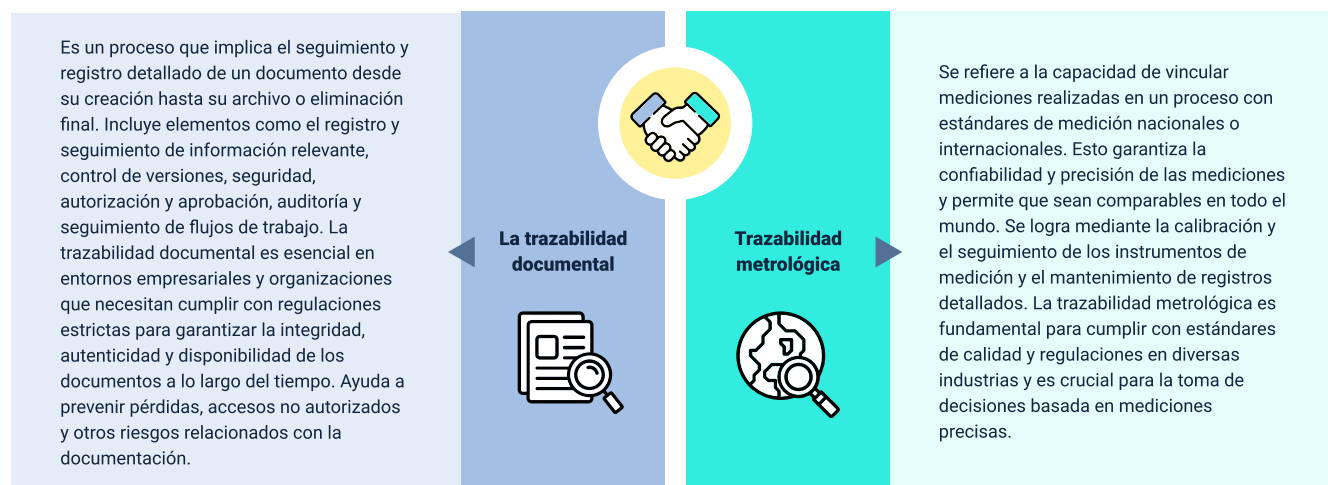 Es un proceso que implica el seguimiento y
registro detallado de un documento desde
su creación hasta su archivo o eliminación
final. Incluye elementos como el registro y
seguimiento de información relevante,
control de versiones, seguridad,
autorización y aprobación, auditoría y
seguimiento de flujos de trabajo. La
trazabilidad documental es esencial en
entornos empresariales y organizaciones
que necesitan cumplir con regulaciones
estrictas para garantizar la integridad,
autenticidad y disponibilidad de los
documentos a lo largo del tiempo. Ayuda a
prevenir pérdidas, accesos no autorizados
y otros riesgos relacionados con la
documentación.
La trazabilidad
documental
Trazabilidad
metrológica
Se refiere a la capacidad de vincular
mediciones realizadas en un proceso con
estándares de medición nacionales o
internacionales. Esto garantiza la
confiabilidad y precisión de las mediciones
y permite que sean comparables en todo el
mundo. Se logra mediante la calibración y
el seguimiento de los instrumentos de
medición y el mantenimiento de registros
detallados. La trazabilidad metrológica es
fundamental para cumplir con estándares
de calidad y regulaciones en diversas
industrias y es crucial para la toma de
decisiones basada en mediciones
precisas.